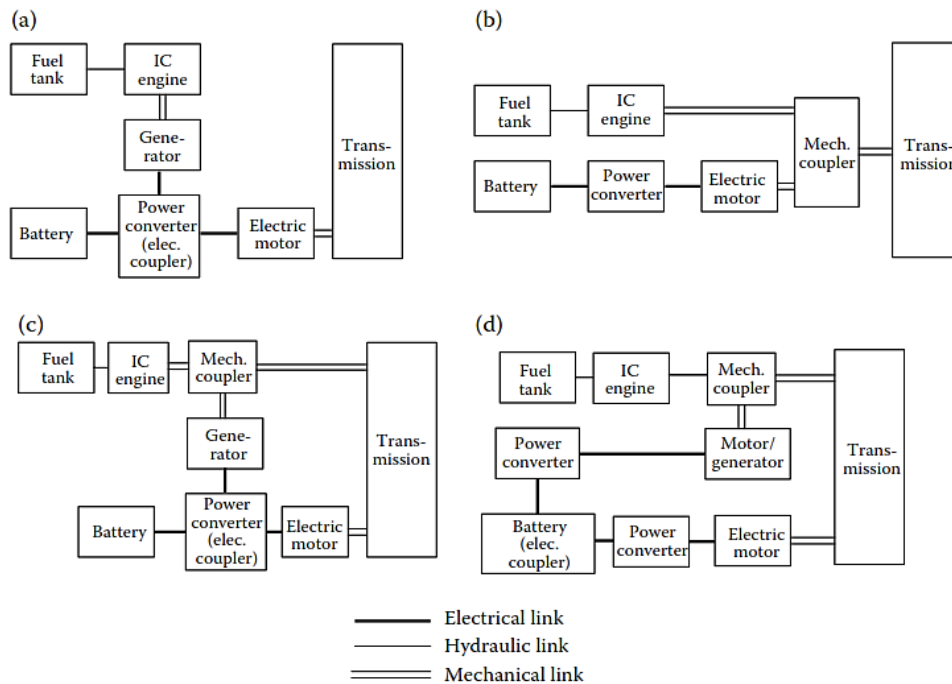 (a)
Fuel
tank
IC
engine
Gene-
rator
Trans-
mission
Battery
Power
converter
(elec.
coupler)
Electric
motor
(b)
Fuel
tank
IC
engine
Mech.
coupler
Trans-
mission
Battery
Power
converter
Electric
motor
(c)
Fuel
tank
IC
engine
Mech.
coupler
Gene-
rator
Trans-
mission
Battery
Power
converter
(elec.
coupler)
Electric
motor
(d)
Fuel
tank
IC
engine
Mech.
coupler
Power
converter
Motor/
generator
Trans-
mission
Battery (elec.
coupler)
Power
converter
Electric
motor
Electrical link
Hydraulic link
Mechanical link